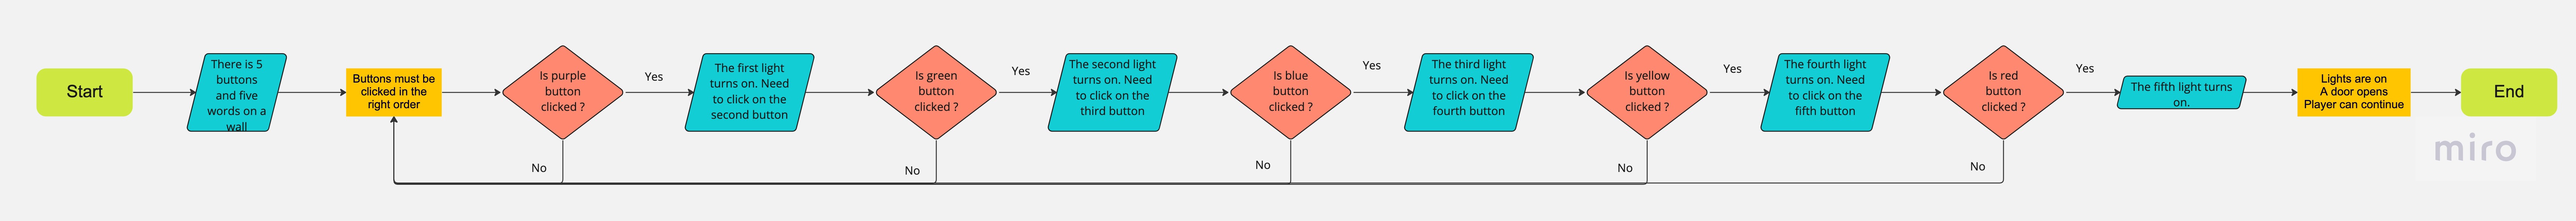 Start
There is 5
buttons
and five
words on a
wall
Buttons must be
clicked in the
right order
Is purple
button
clicked ?
Yes
No
The first light
turns on. Need
to click on the
second button
Is green
button
clicked ?
Yes
No
The second light
turns on. Need
to click on the
third button
Is blue
button
clicked ?
Yes
No
The third light
turns on. Need
to click on the
fourth button
Is yellow
button
clicked ?
Yes
No
The fourth light
turns on. Need
to click on the
fifth button
Is red
button
clicked ?
Yes
No
The fifth light turns
on.
Lights are on
A door opens
Player can continue
End
miro